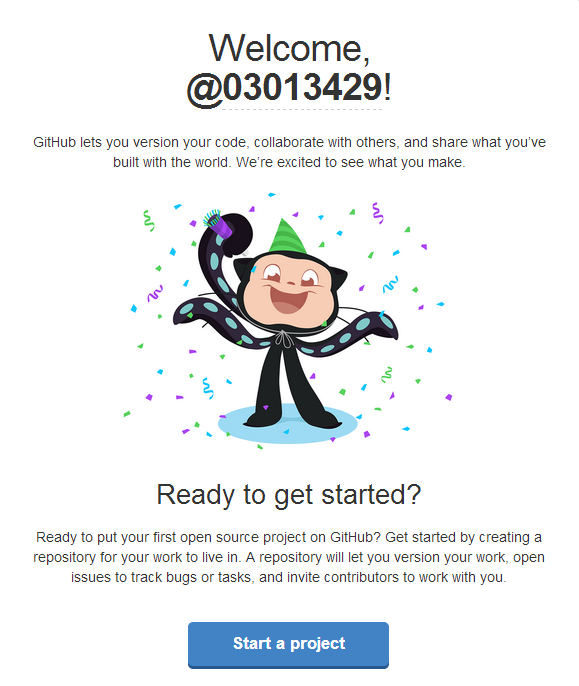 Welcome,
@03013429!
GitHub lets you version your code, collaborate with others, and share what you’ve
built with the world. We’re excited to see what you make.
Ready to get started?
Ready to put your first open source project on GitHub? Get started by creating a
repository for your work to live in. A repository will let you version your work, open
issues to track bugs or tasks, and invite contributors to work with you.
Start a project